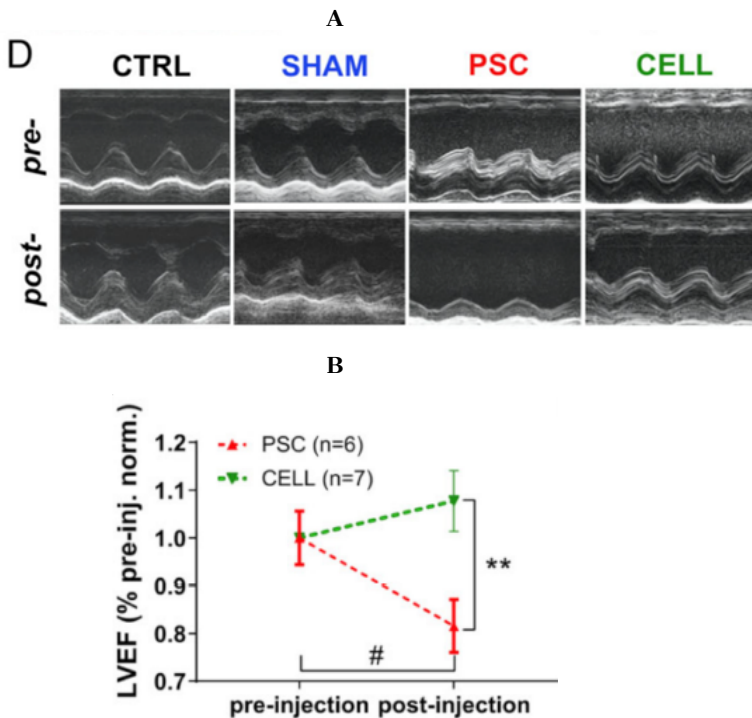 A
D
CTRL SHAM PSC CELL
pre-
post-
B
PSC (n=6)
CELL (n=7)
LVEF (% pre-inj. norm.)
1.2
1.1
1.0
0.9
0.8
0.7
**
#
pre-injection post-injection